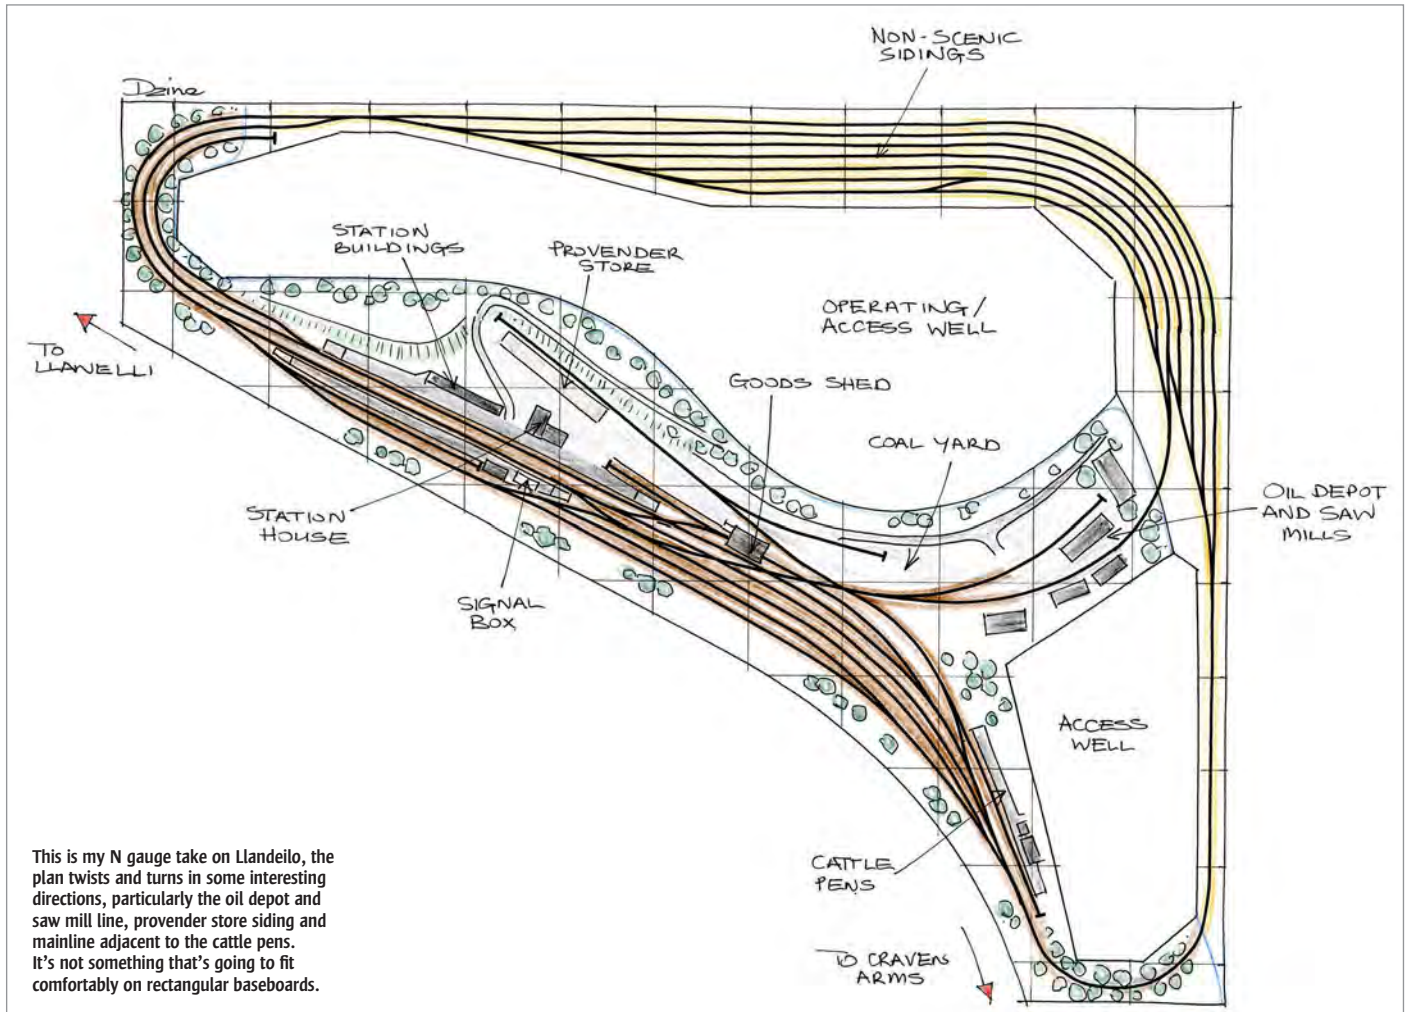 NON-SCENIC
SIDINGS
Dzine
STATION
BUILDINGS
PROVENDER
STORE
OPERATING/
ACCESS WELL
TO
LLANELLI
GOODS SHED
COAL YARD
OIL DEPOT
AND SAW
MILLS
STATION
HOUSE
SIGNAL
BOX
ACCESS
WELL
CATTLE
PENS
TO CRAVEN
ARMS
This is my N gauge take on Llandeilo, the
plan twists and turns in some interesting
directions, particularly the oil depot and
saw mill line, provender store siding and
mainline adjacent to the cattle pens.
It's not something that's going to fit
comfortably on rectangular baseboards.